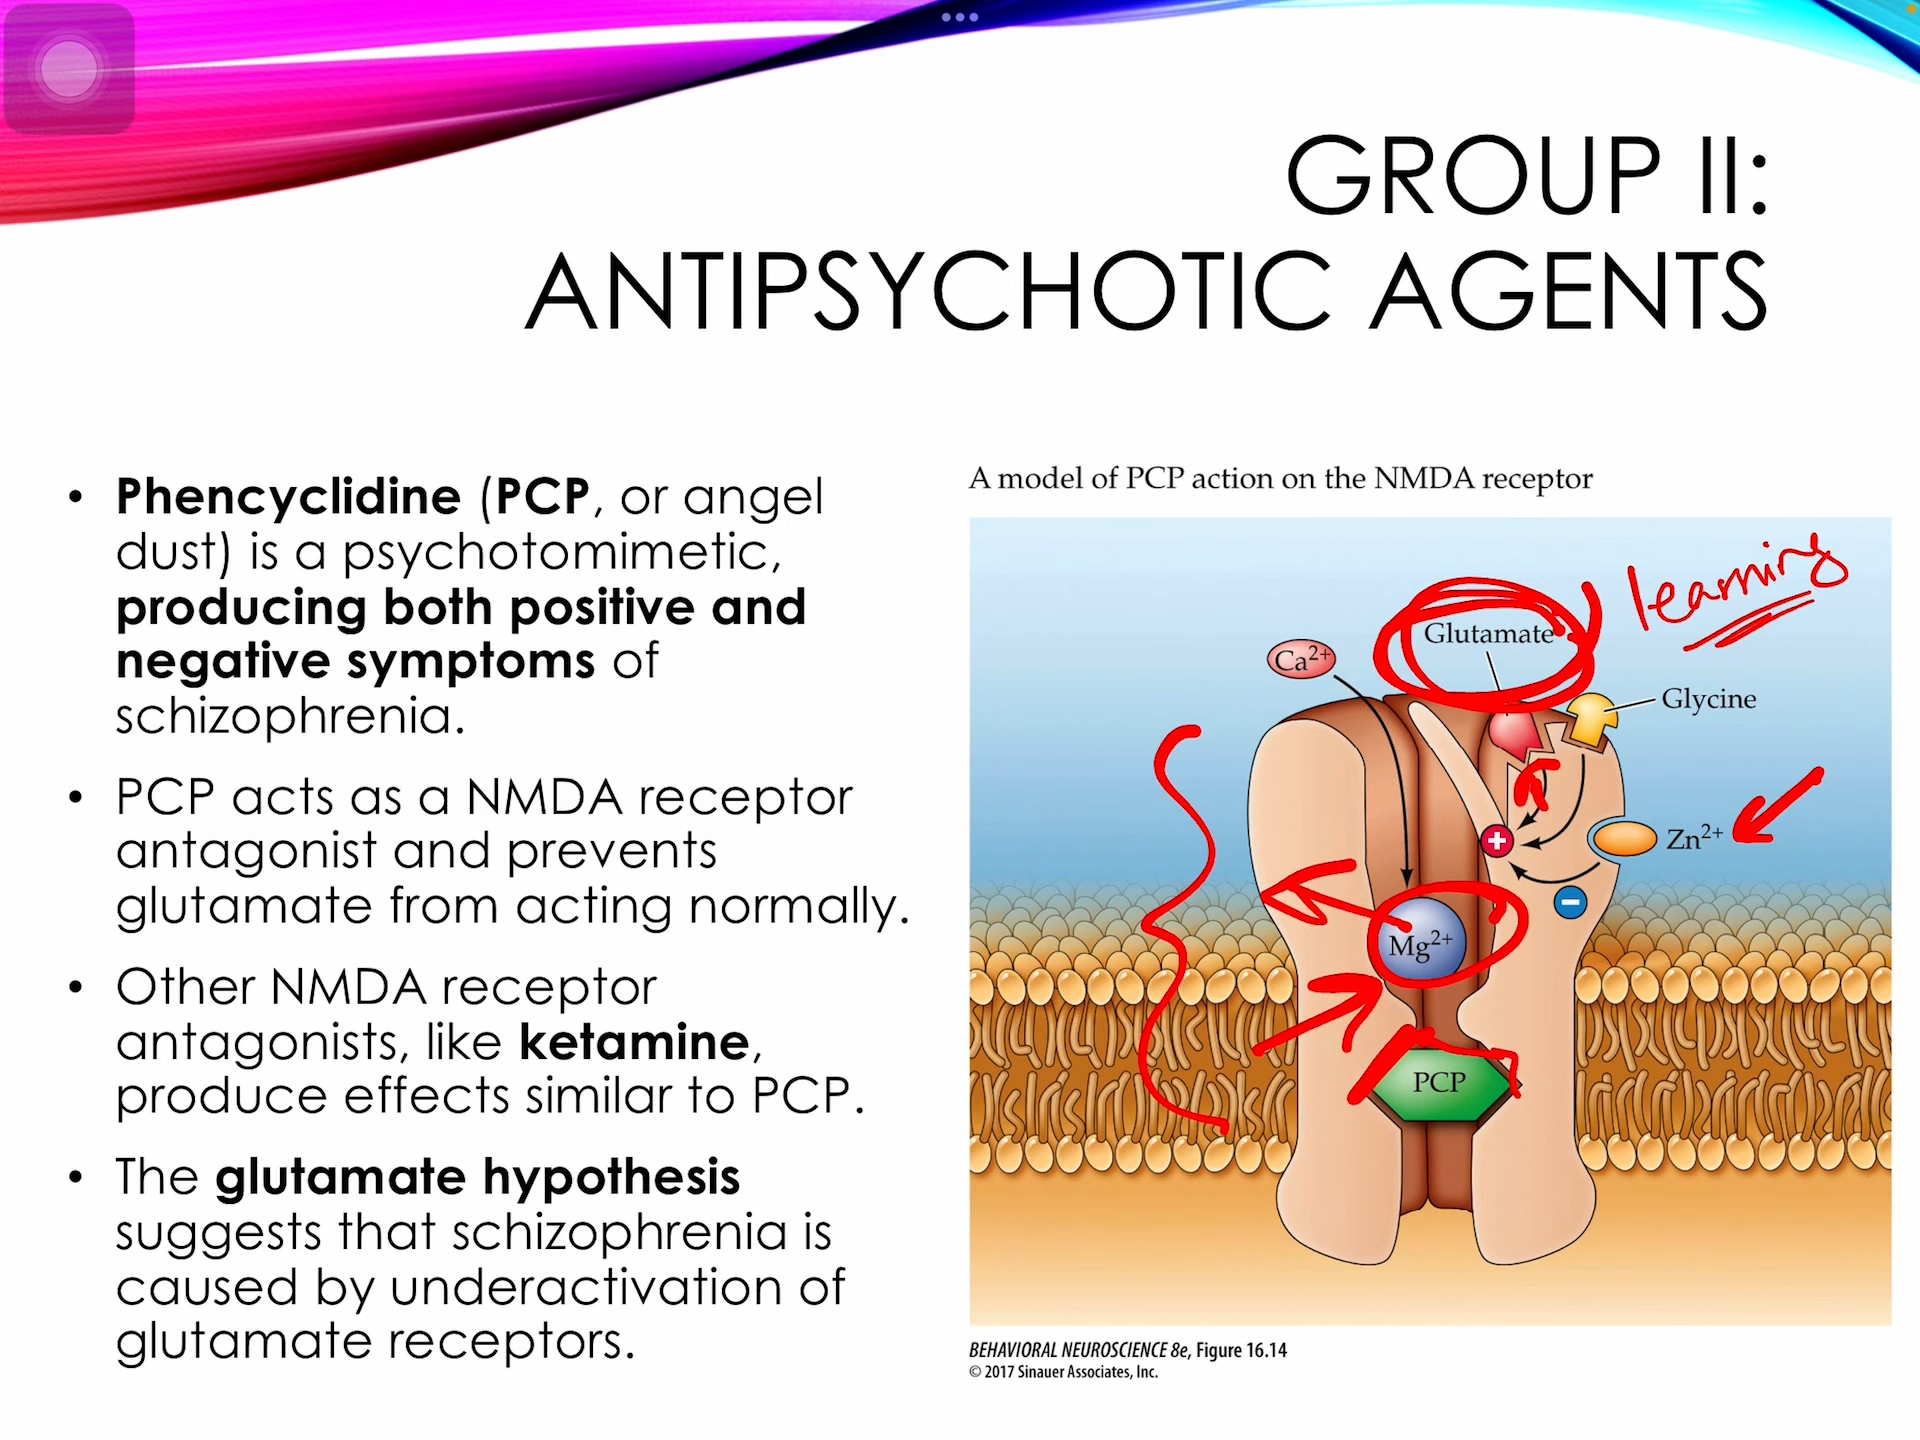 GROUP II:
ANTIPSYCHOTIC AGENTS
• Phencyclidine (PCP, or angel
dust) is a psychotomimetic,
producing both positive and
negative symptoms of
schizophrenia.
• PCP acts as a NMDA receptor
antagonist and prevents
glutamate from acting normally.
• Other NMDA receptor
antagonists, like ketamine,
produce effects similar to PCP.
• The glutamate hypothesis
suggests that schizophrenia is
caused by underactivation of
glutamate receptors.
A model of PCP action on the NMDA receptor
learning
Glutamate
Ca²⁺
Glycine
+
Zn²⁺
−
Mg²⁺
PCP
BEHAVIORAL NEUROSCIENCE 8e, Figure 16.14
© 2017 Sinauer Associates, Inc.